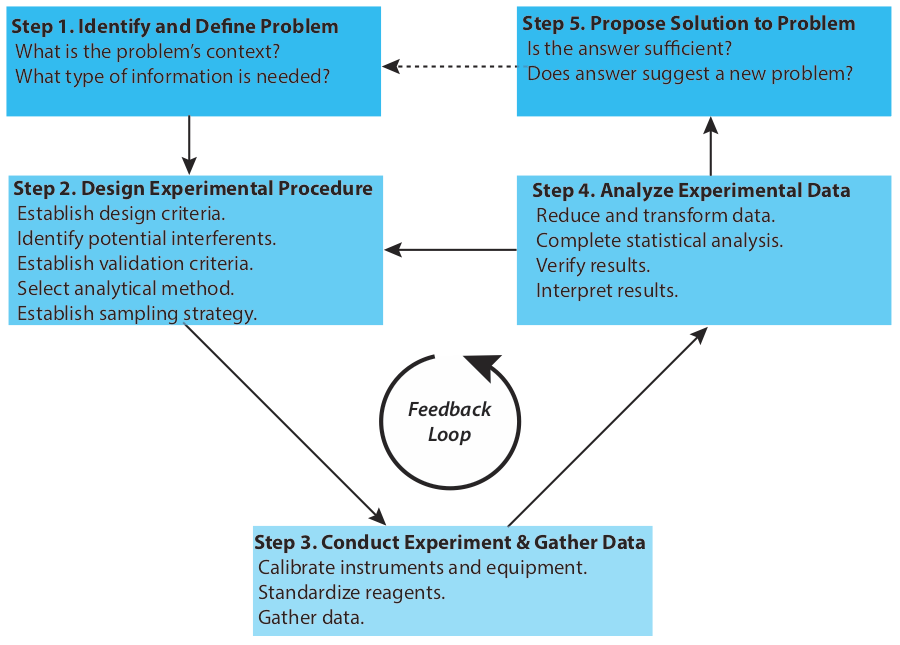 Step 1. Identify and Define Problem
What is the problem’s context?
What type of information is needed?
Step 5. Propose Solution to Problem
Is the answer sufficient?
Does answer suggest a new problem?
Step 2. Design Experimental Procedure
Establish design criteria.
Identify potential interferents.
Establish validation criteria.
Select analytical method.
Establish sampling strategy.
Step 4. Analyze Experimental Data
Reduce and transform data.
Complete statistical analysis.
Verify results.
Interpret results.
Feedback
Loop
Step 3. Conduct Experiment & Gather Data
Calibrate instruments and equipment.
Standardize reagents.
Gather data.